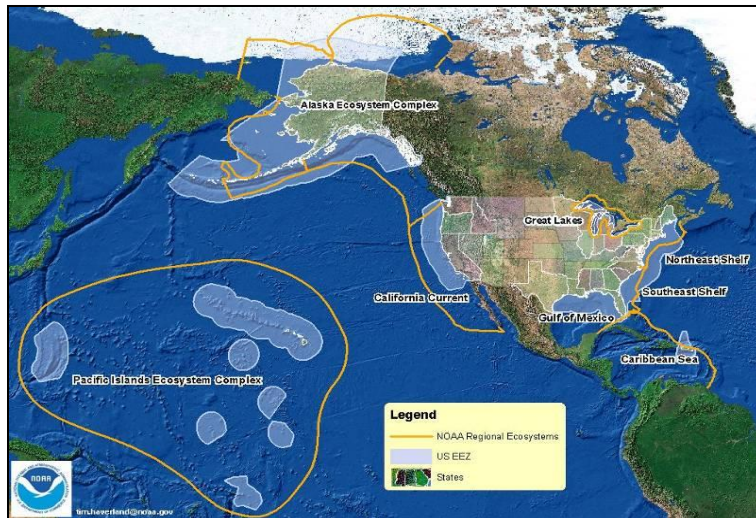 Alaska Ecosystem Complex
Great Lakes
Northeast Shelf
California Current
Southeast Shelf
Gulf of Mexico
Caribbean Sea
Pacific Islands Ecosystem Complex
Legend
NOAA Regional Ecosystems
US EEZ
States
NOAA
tim.haverland@noaa.gov